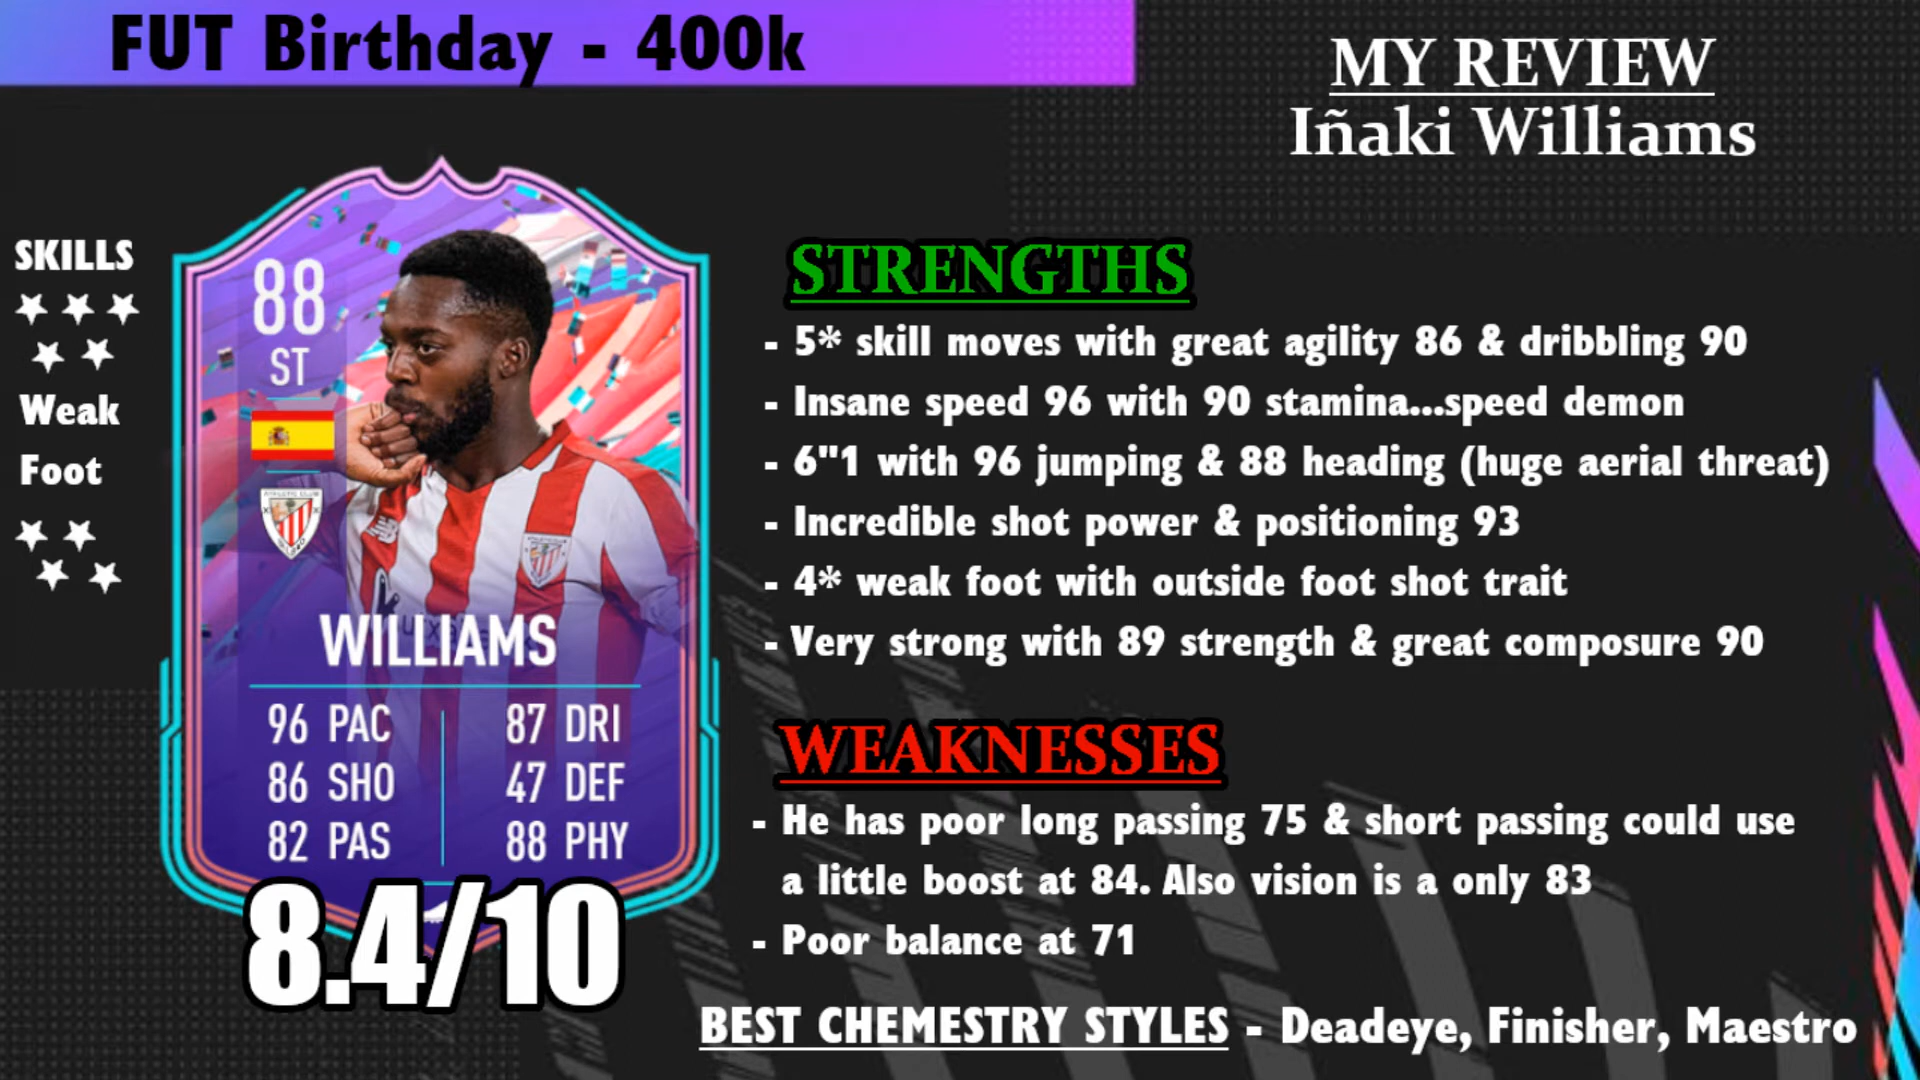 FUT Birthday - 400k
MY REVIEW
Iñaki Williams
SKILLS
Weak
Foot
88
ST
WILLIAMS
96 PAC
86 SHO
82 PAS
87 DRI
47 DEF
88 PHY
8.4/10
STRENGTHS
- 5* skill moves with great agility 86 & dribbling 90
- Insane speed 96 with 90 stamina...speed demon
- 6"1 with 96 jumping & 88 heading (huge aerial threat)
- Incredible shot power & positioning 93
- 4* weak foot with outside foot shot trait
- Very strong with 89 strength & great composure 90
WEAKNESSES
- He has poor long passing 75 & short passing could use
a little boost at 84. Also vision is a only 83
- Poor balance at 71
BEST CHEMESTRY STYLES - Deadeye, Finisher, Maestro